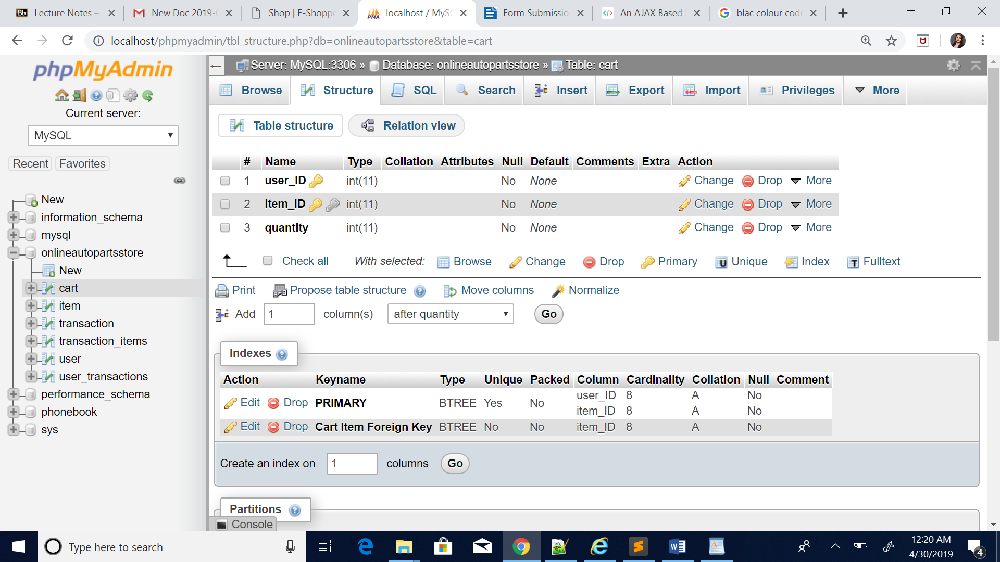 Bb Lecture Notes – New Doc 2019- Shop | E-Shoppe localhost / MyS Form Submissio An AJAX Based blac colour cod
localhost/phpmyadmin/tbl_structure.php?db=onlineautopartsstore&table=cart
phpMyAdmin
Current server:
MySQL
Recent Favorites
New
information_schema
mysql
onlineautopartsstore
New
cart
item
transaction
transaction_items
user
user_transactions
performance_schema
phonebook
sys
Server: MySQL:3306 » Database: onlineautopartsstore » Table: cart
Browse Structure SQL Search Insert Export Import Privileges More
Table structure Relation view
# Name Type Collation Attributes Null Default Comments Extra Action
1 user_ID int(11) No None Change Drop More
2 item_ID int(11) No None Change Drop More
3 quantity int(11) No None Change Drop More
Check all With selected: Browse Change Drop Primary Unique Index Fulltext
Print Propose table structure Move columns Normalize
Add 1 column(s) after quantity Go
Indexes
Action Keyname Type Unique Packed Column Cardinality Collation Null Comment
Edit Drop PRIMARY BTREE Yes No user_ID 8 A No
item_ID 8 A No
Edit Drop Cart Item Foreign Key BTREE No No item_ID 8 A No
Create an index on 1 columns Go
Partitions
Console
Type here to search
12:20 AM
4/30/2019
4